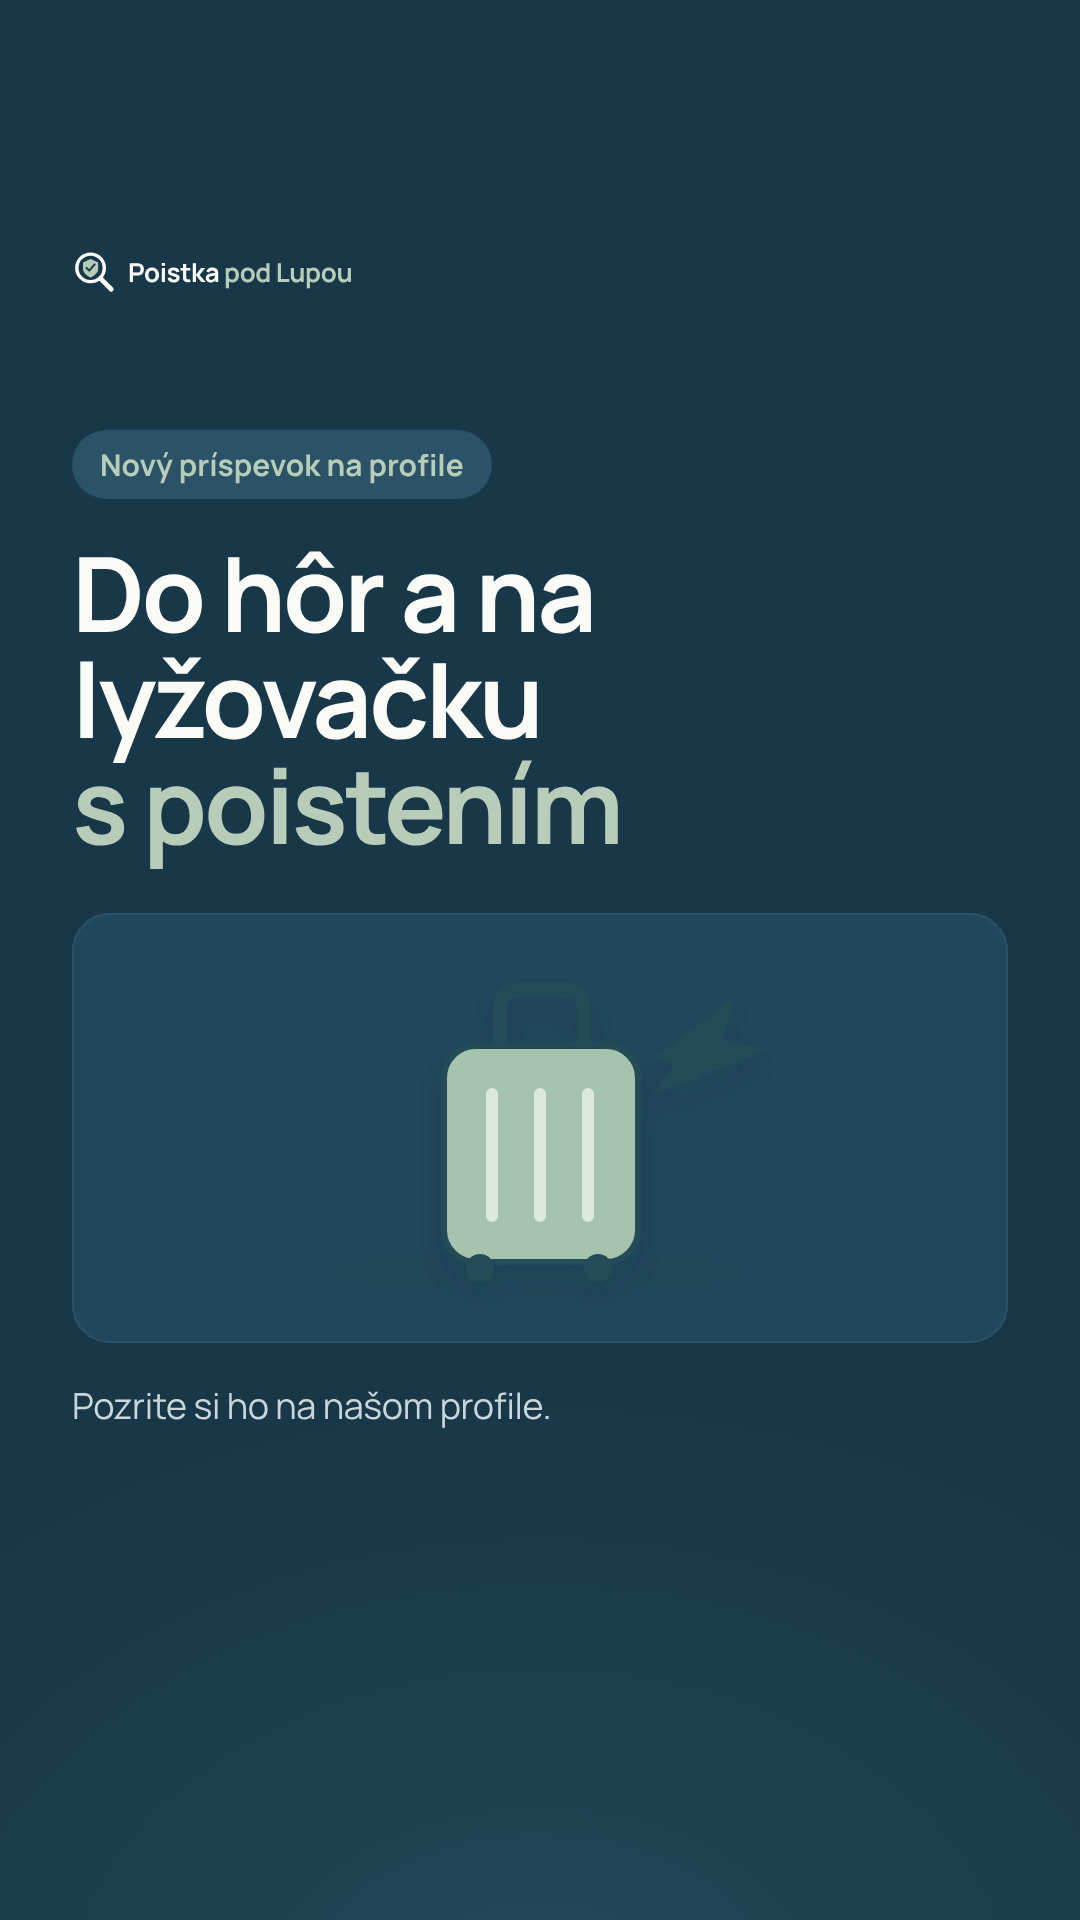 Poistka pod Lupou
Nový príspevok na profile
Do hôr a na
lyžovačku
s poistením
Pozrite si ho na našom profile.